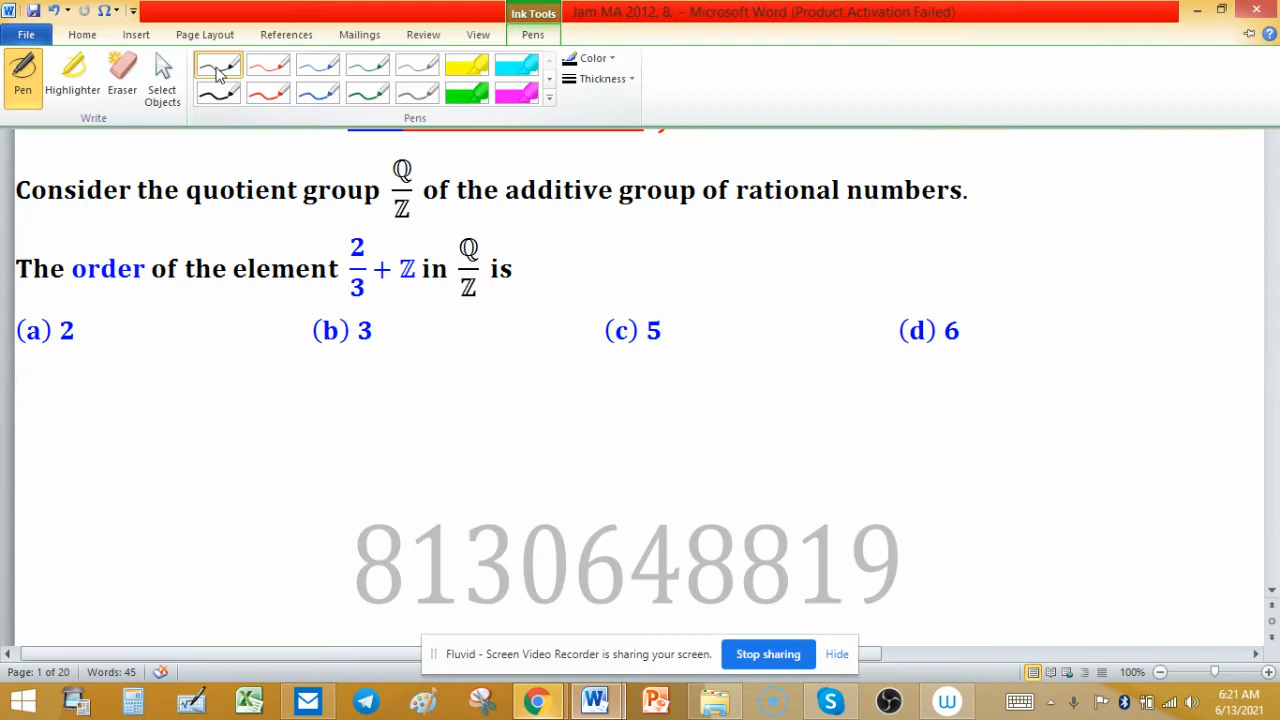 Ink Tools
Jam MA 2012, 8. - Microsoft Word (Product Activation Failed)
File Home Insert Page Layout References Mailings Review View Pens
Pen Highlighter Eraser Select Objects
Color
Thickness
Write Pens
Consider the quotient group ℚ/ℤ of the additive group of rational numbers.
The order of the element 2/3 + ℤ in ℚ/ℤ is
(a) 2 (b) 3 (c) 5 (d) 6
8130648819
Fluvid - Screen Video Recorder is sharing your screen. Stop sharing Hide
Page: 1 of 20 Words: 45 100%
6:21 AM
6/13/2021